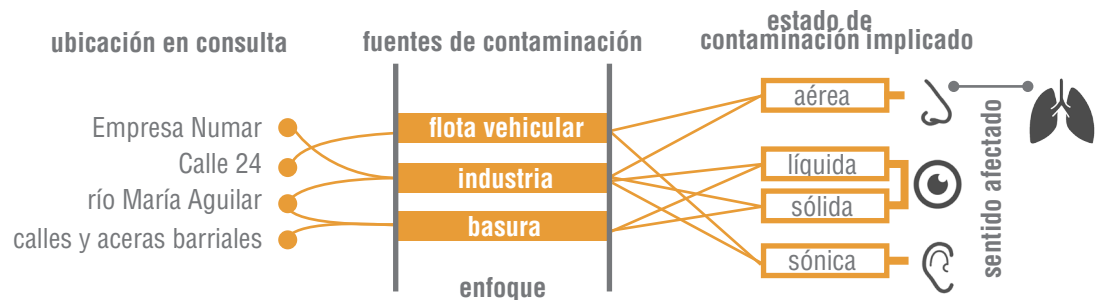 ubicación en consulta
fuentes de contaminación
estado de
contaminación implicado
Empresa Numar
Calle 24
río María Aguilar
calles y aceras barriales
flota vehicular
industria
basura
enfoque
aérea
líquida
sólida
sónica
sentido afectado